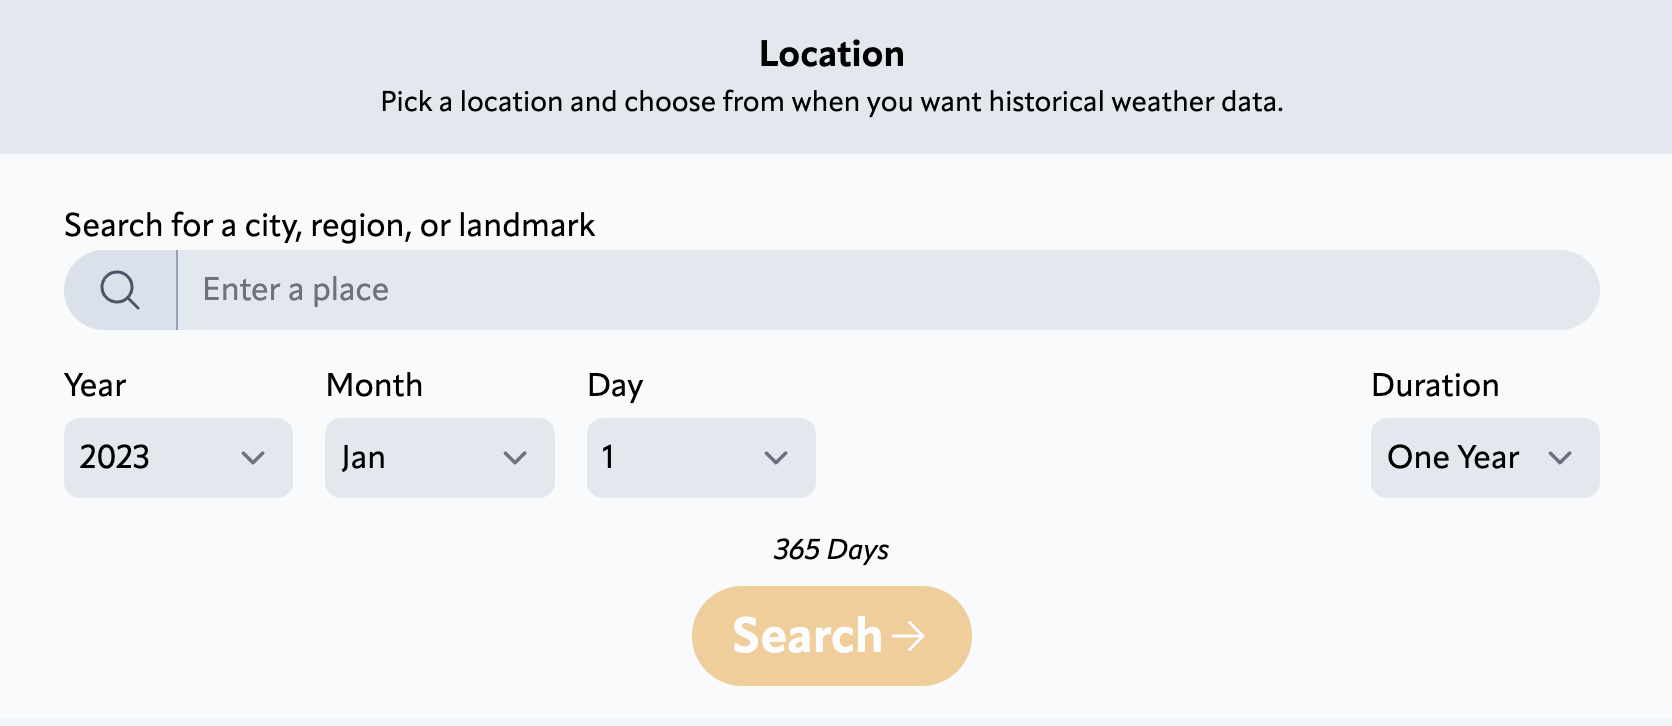 Location
Pick a location and choose from when you want historical weather data.
Search for a city, region, or landmark
Enter a place
Year Month Day Duration
2023 Jan 1 One Year
365 Days
Search